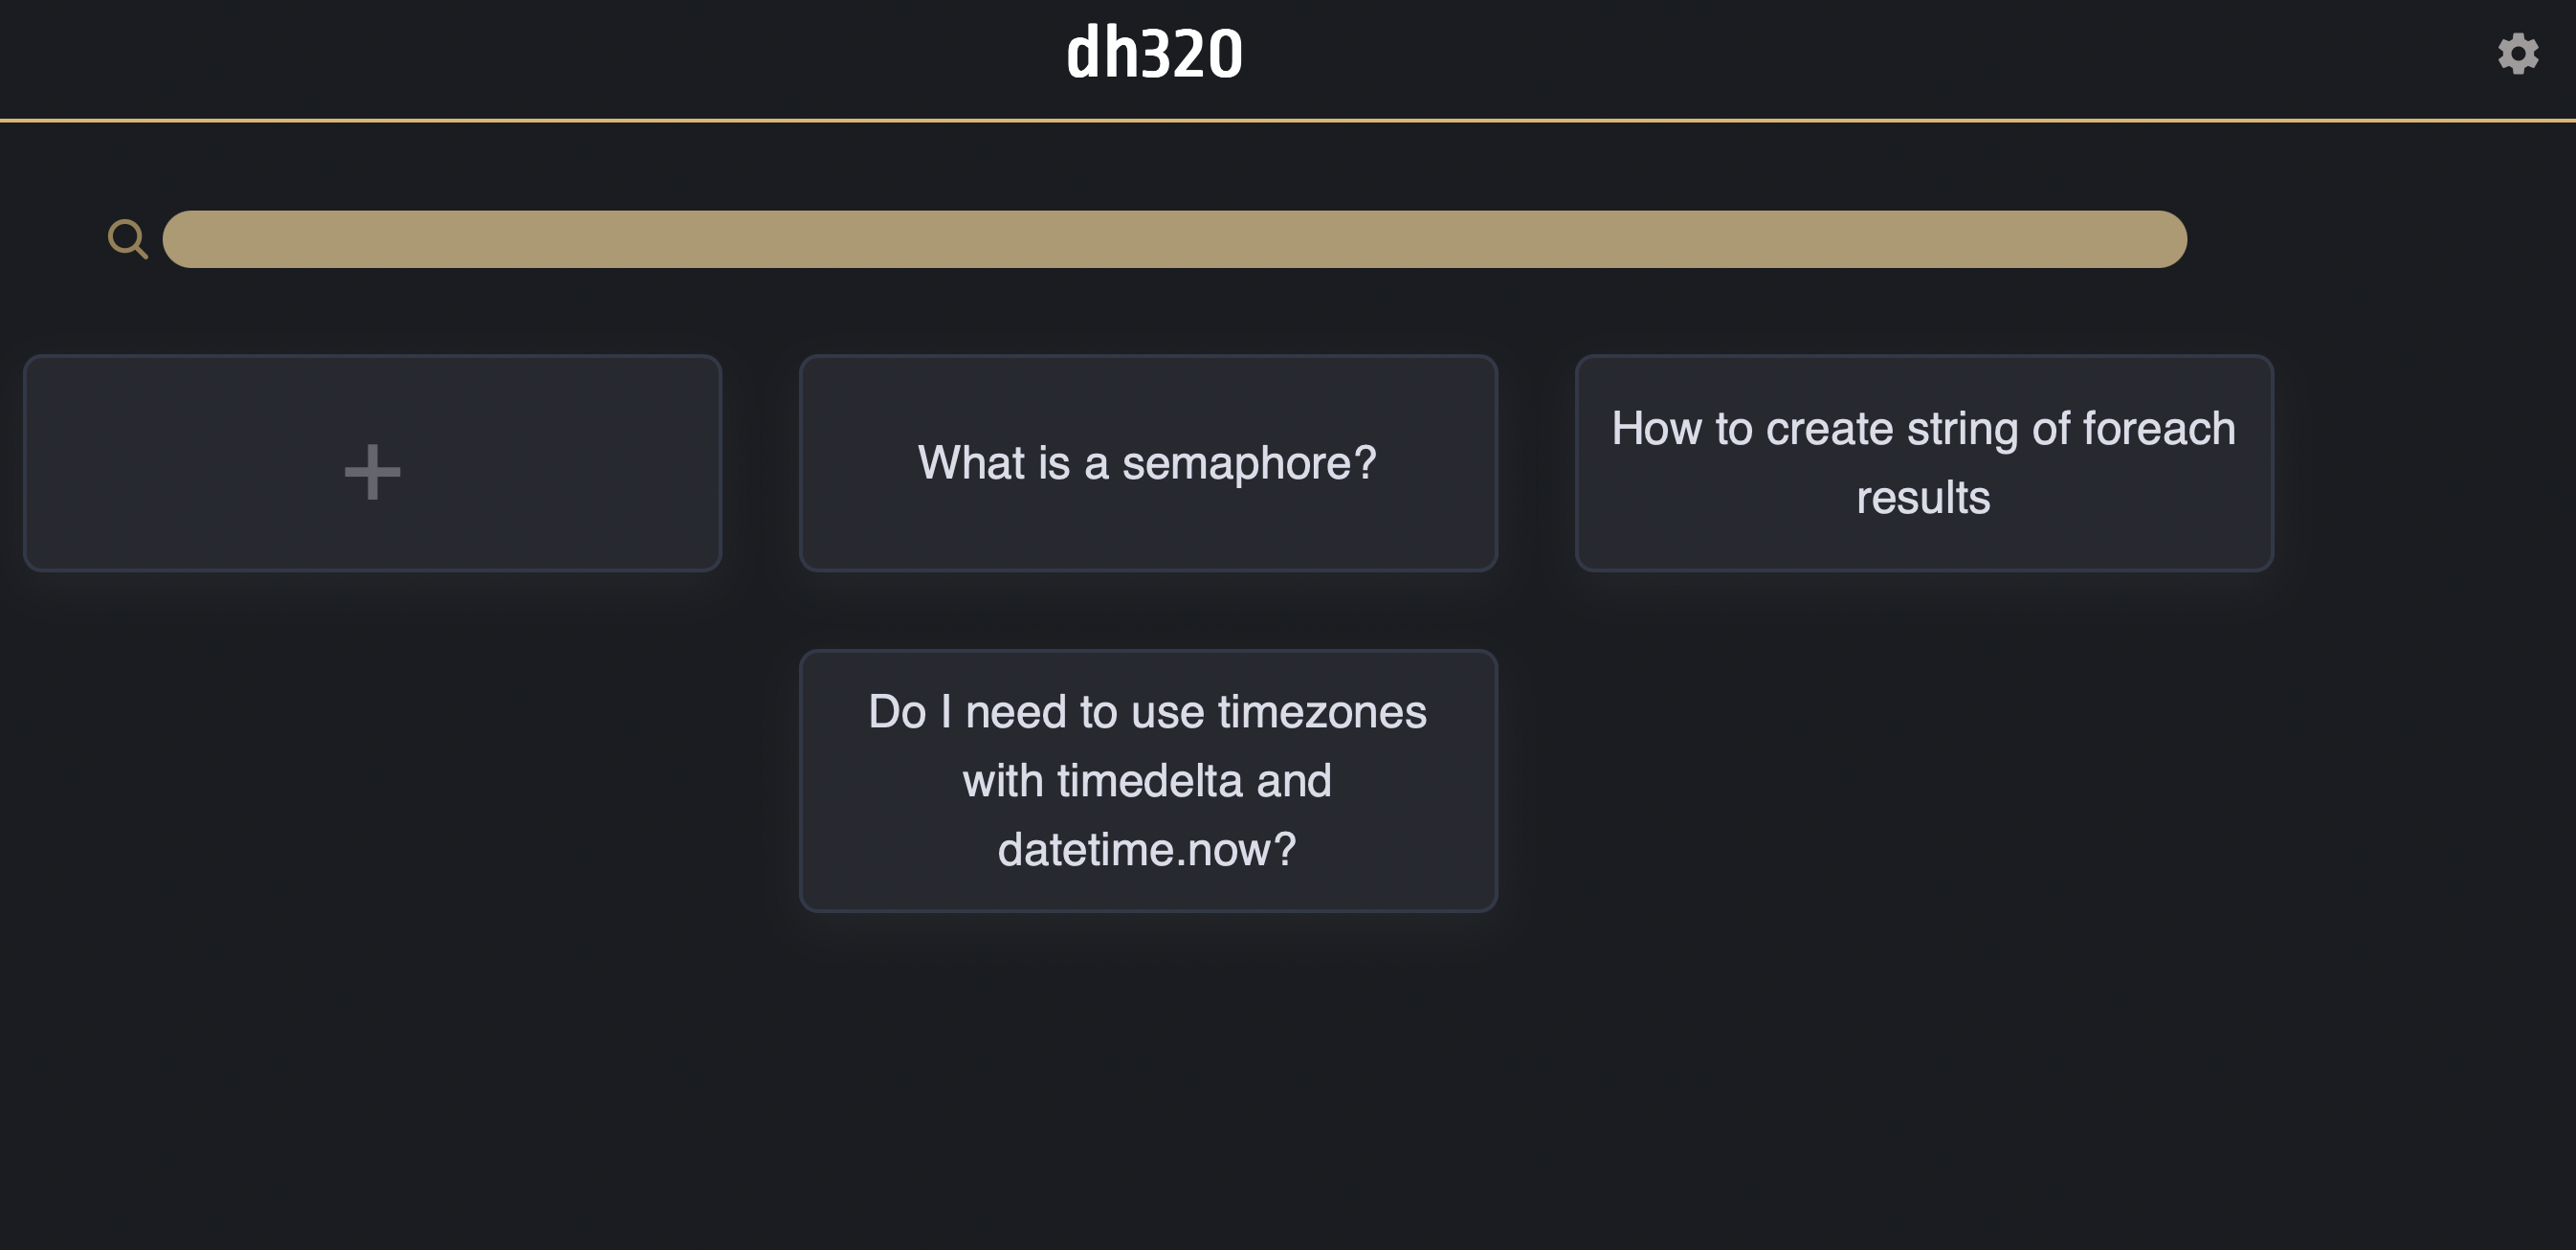 dh320
What is a semaphore?
How to create string of foreach
results
Do I need to use timezones
with timedelta and
datetime.now?